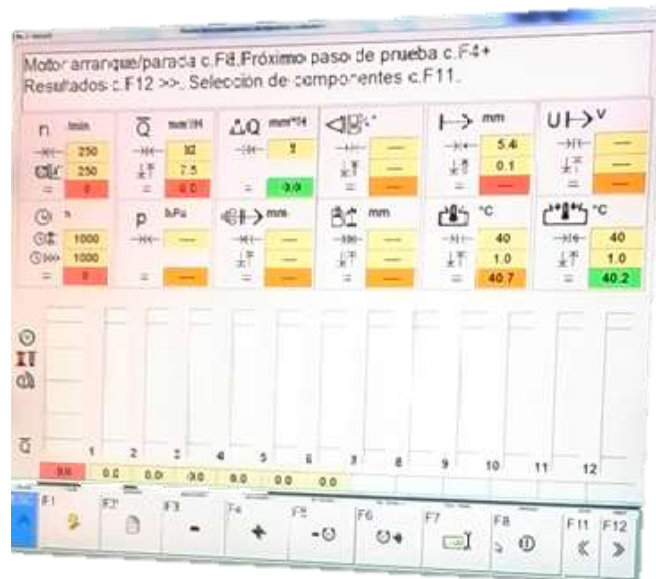 Motor arranque/parada c.F8.Próximo paso de prueba c.F4+
Resultados c.F12 >>. Selección de componentes c.F11.
n 1/min Q mm³/H ΔQ mm³/H mm U V
250 5.4
250 7.5 0.1
0 0.0 -0.0
s p hPa mm mm °C °C
1000 40 40
1000 1.0 1.0
0 40.7 40.2
Q
1 2 3 4 5 6 7 8 9 10 11 12
0.0 0.0 0.0 0.0 0.0 0.0
F1 F2 F3 F4 F5 F6 F7 F8 F11 F12